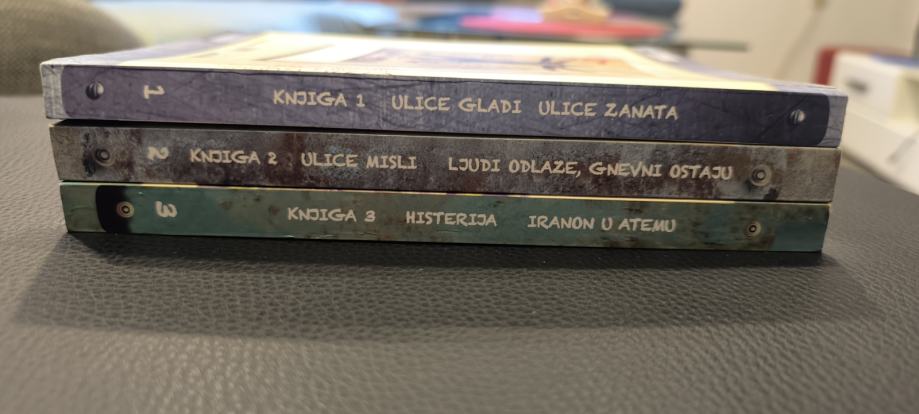 1 KNJIGA 1 ULICE GLADI ULICE ZANATA
2 KNJIGA 2 ULICE MISLI LJUDI ODLAZE, GNEVNI OSTAJU
3 KNJIGA 3 HISTERIJA IRANON U ATEMU